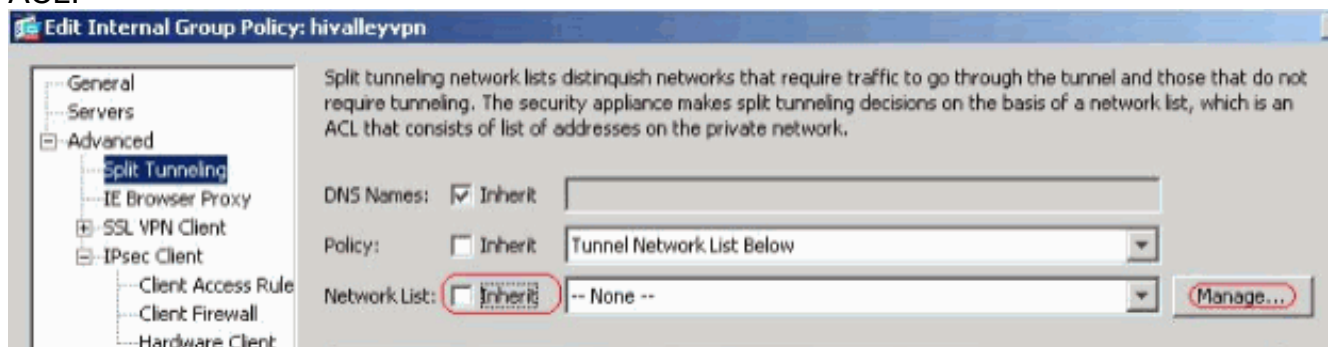 ACL.
Edit Internal Group Policy: hivalleyvpn
General
Servers
Advanced
Split Tunneling
IE Browser Proxy
SSL VPN Client
IPsec Client
Client Access Rule
Client Firewall
Hardware Client
Split tunneling network lists distinquish networks that require traffic to go through the tunnel and those that do not
require tunneling. The security appliance makes split tunneling decisions on the basis of a network list, which is an
ACL that consists of list of addresses on the private network.
DNS Names: Inherit
Policy: Inherit Tunnel Network List Below
Network List: Inherit -- None -- Manage...